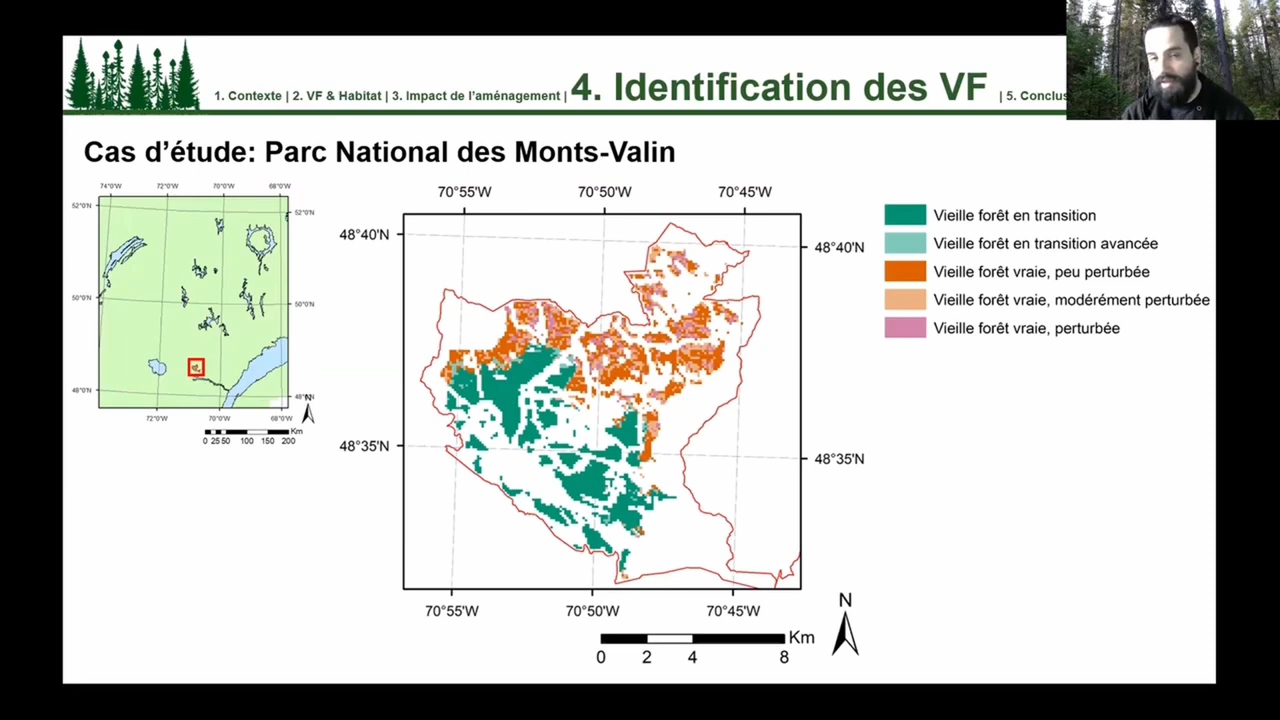 1. Contexte | 2. VF & Habitat | 3. Impact de l'aménagement | 4. Identification des VF | 5. Conclus
Cas d'étude: Parc National des Monts-Valin
74°0'W 72°0'W 70°0'W 68°0'W
52°0'N 52°0'N
50°0'N 50°0'N
48°0'N 48°0'N
72°0'W 70°0'W 68°0'W
N
Km
0 25 50 100 150 200
70°55'W 70°50'W 70°45'W
48°40'N 48°40'N
48°35'N 48°35'N
70°55'W 70°50'W 70°45'W
Vieille forêt en transition
Vieille forêt en transition avancée
Vieille forêt vraie, peu perturbée
Vieille forêt vraie, modérément perturbée
Vieille forêt vraie, perturbée
N
Km
0 2 4 8